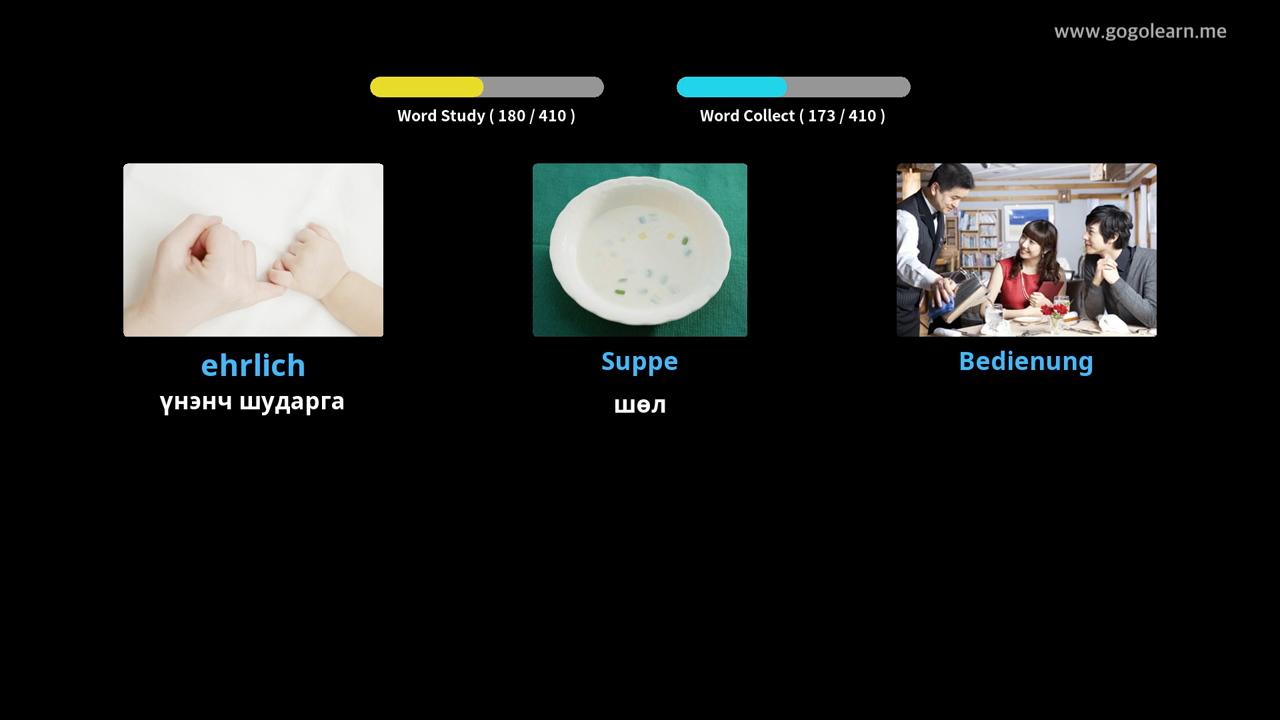 www.gogolearn.me
Word Study ( 180 / 410 )
Word Collect ( 173 / 410 )
ehrlich
үнэнч шударга
Suppe
шөл
Bedienung